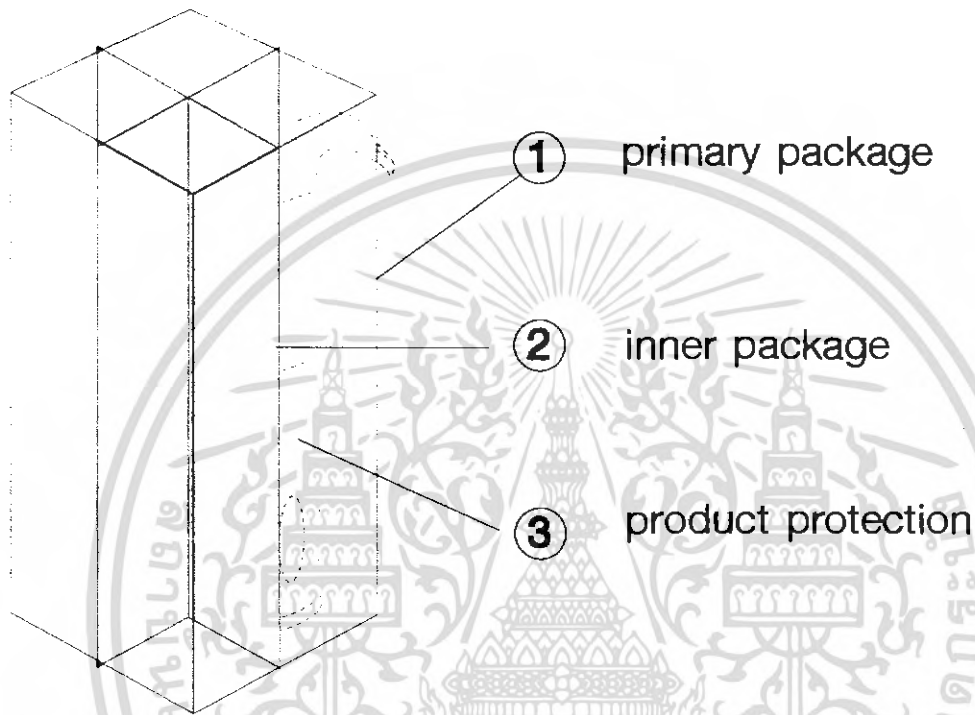 ① primary package
② inner package
③ product protection